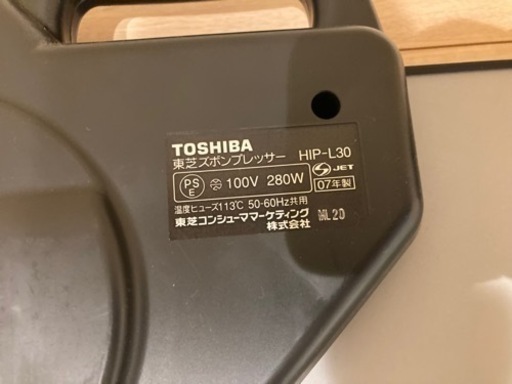 TOSHIBA
東芝ズボンプレッサー HIP-L30
PS E 100V 280W JET 07年製
温度ヒューズ113℃ 50-60Hz共用
東芝コンシューママーケティング
株式会社